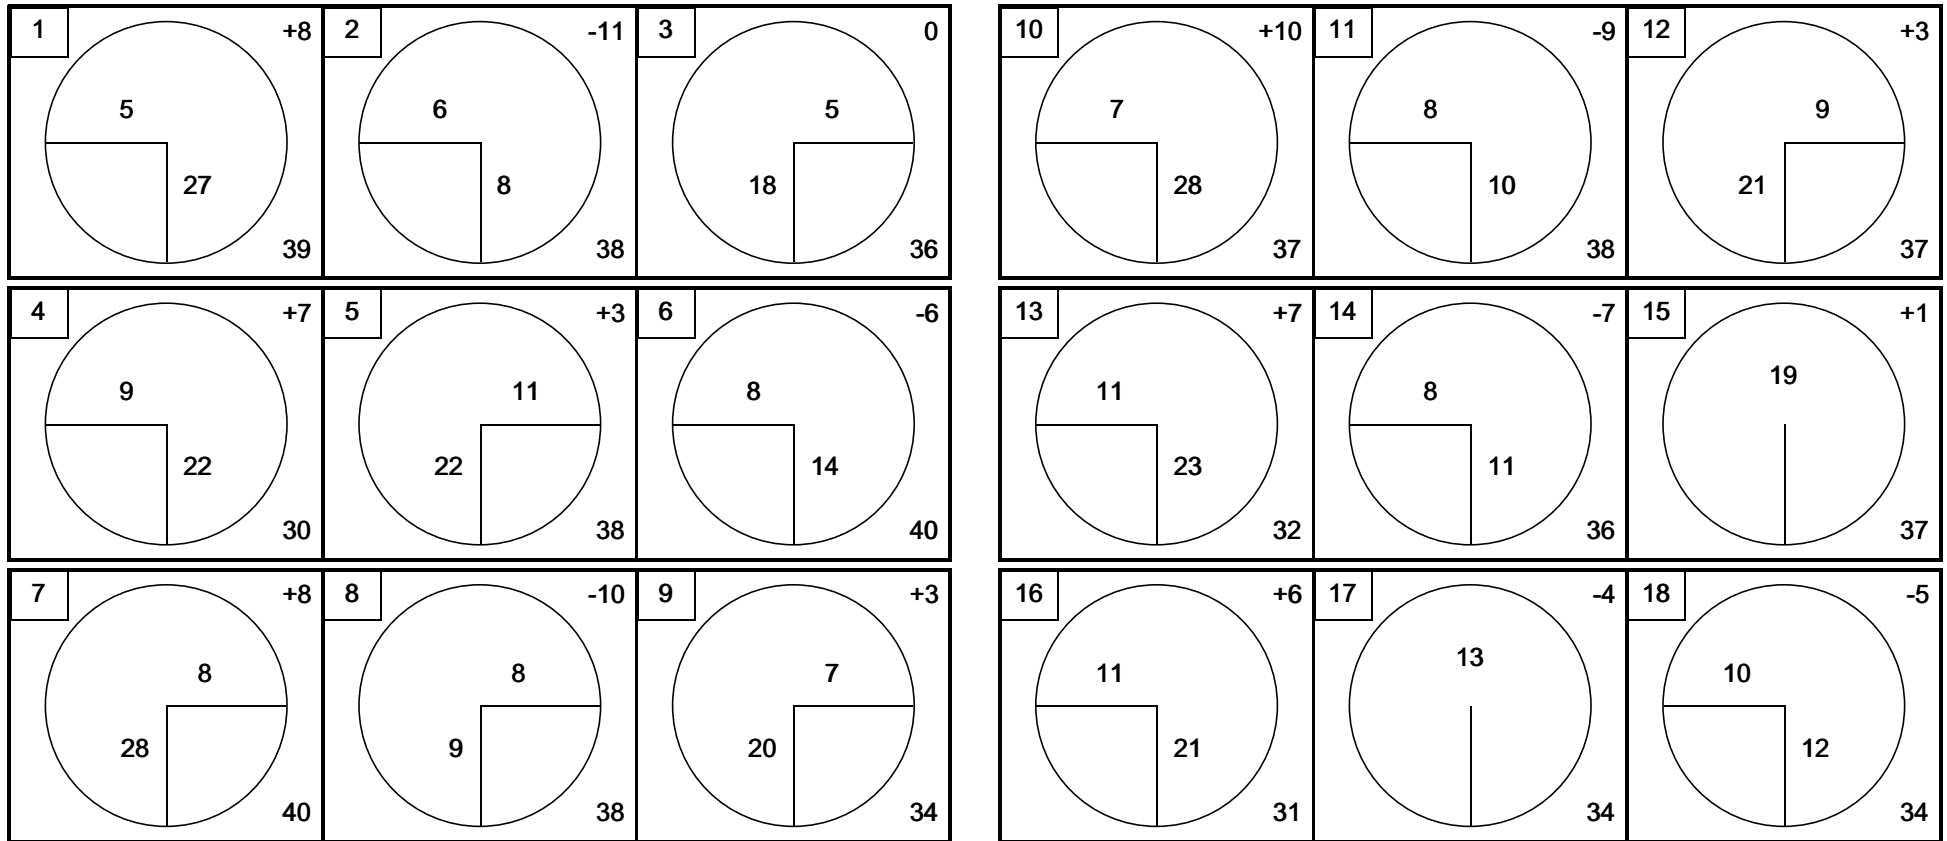 1 +8 2 -11 3 0 10 +10 11 -9 12 +3
5 6 5 7 8 9
27 8 18 28 10 21
39 38 36 37 38 37
4 +7 5 +3 6 -6 13 +7 14 -7 15 +1
19
9 11 8 11 8
22 22 14 23 11
30 38 40 32 36 37
7 +8 8 -10 9 +3 16 +6 17 -4 18 -5
13
8 8 7 11 10
28 9 20 21 12
40 38 34 31 34 34